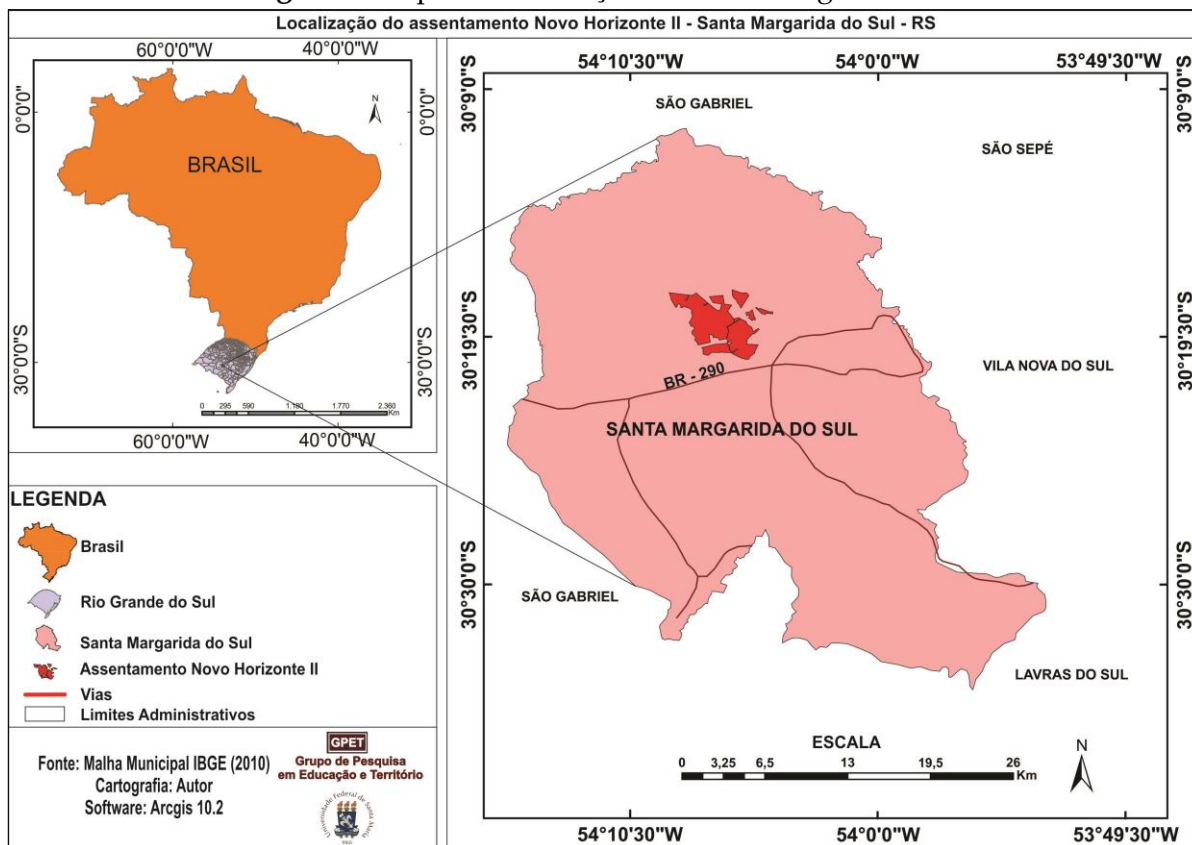 Localização do assentamento Novo Horizonte II - Santa Margarida do Sul - RS
60°0'0"W 40°0'0"W
0°0'0" 0°0'0"
N
BRASIL
30°0'0"S 30°0'0"S
0 295 590 1.180 1.770 2.360
Km
60°0'0"W 40°0'0"W
54°10'30"W 54°0'0"W 53°49'30"W
30°9'0"S 30°9'0"S
SÃO GABRIEL
SÃO SEPÉ
30°19'30"S 30°19'30"S
VILA NOVA DO SUL
BR - 290
SANTA MARGARIDA DO SUL
30°30'0"S 30°30'0"S
SÃO GABRIEL
LAVRAS DO SUL
ESCALA
N
0 3,25 6,5 13 19,5 26
Km
54°10'30"W 54°0'0"W 53°49'30"W
LEGENDA
Brasil
Rio Grande do Sul
Santa Margarida do Sul
Assentamento Novo Horizonte II
Vias
Limites Administrativos
Fonte: Malha Municipal IBGE (2010)
Cartografia: Autor
Software: Arcgis 10.2
GPET
Grupo de Pesquisa
em Educação e Território
Universidade Federal de Santa Maria
1960